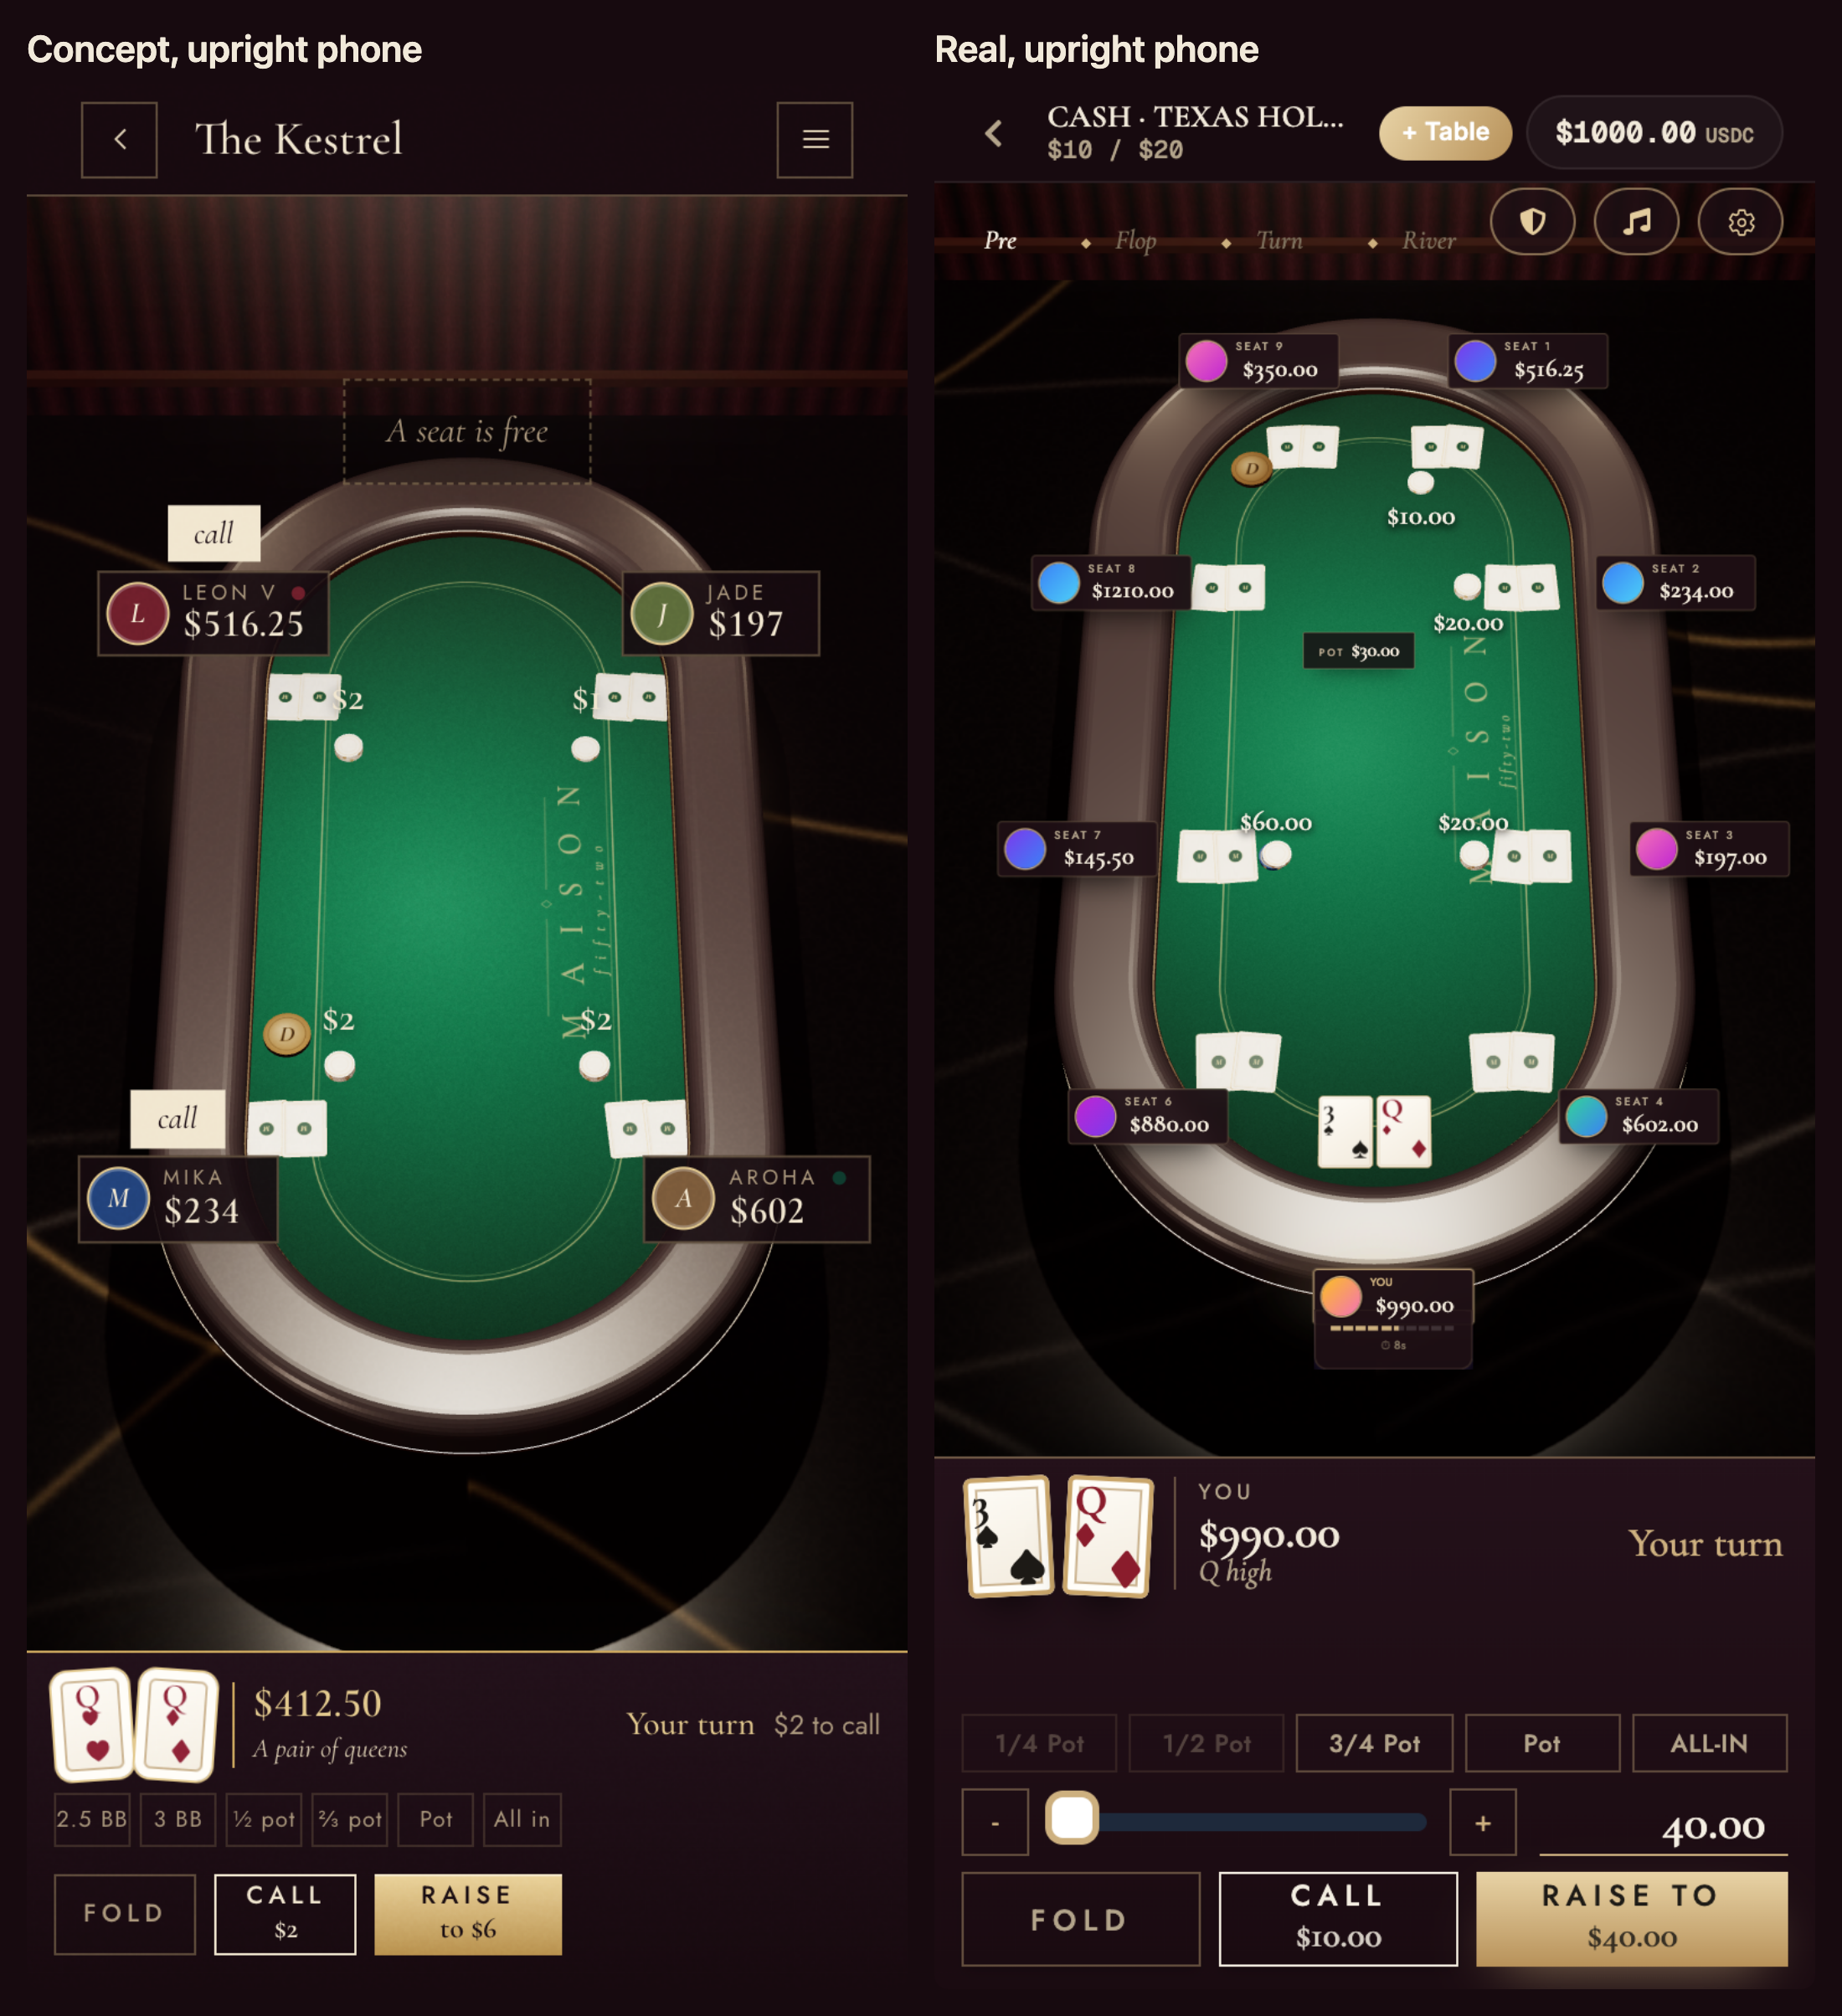 Concept, upright phone
The Kestrel
A seat is free
call
L
LEON V
$516.25
J
JADE
$197
$2
D
$2
MAISON
fifty-two
$2
call
M
MIKA
$234
A
AROHA
$602
Q
Q
$412.50
A pair of queens
Your turn $2 to call
2.5 BB
3 BB
½ pot
⅔ pot
Pot
All in
FOLD
CALL
$2
RAISE
to $6
Real, upright phone
CASH · TEXAS HOL...
$10 / $20
+ Table
$1000.00 USDC
Pre
Flop
Turn
River
SEAT 9
$350.00
SEAT 1
$516.25
D
$10.00
SEAT 8
$1210.00
SEAT 2
$234.00
$20.00
POT $30.00
MAISON
fifty-two
$60.00
$20.00
SEAT 7
$145.50
SEAT 3
$197.00
SEAT 6
$880.00
3
Q
SEAT 4
$602.00
YOU
$990.00
8s
3
Q
YOU
$990.00
Q high
Your turn
1/4 Pot
1/2 Pot
3/4 Pot
Pot
ALL-IN
-
+
40.00
FOLD
CALL
$10.00
RAISE TO
$40.00